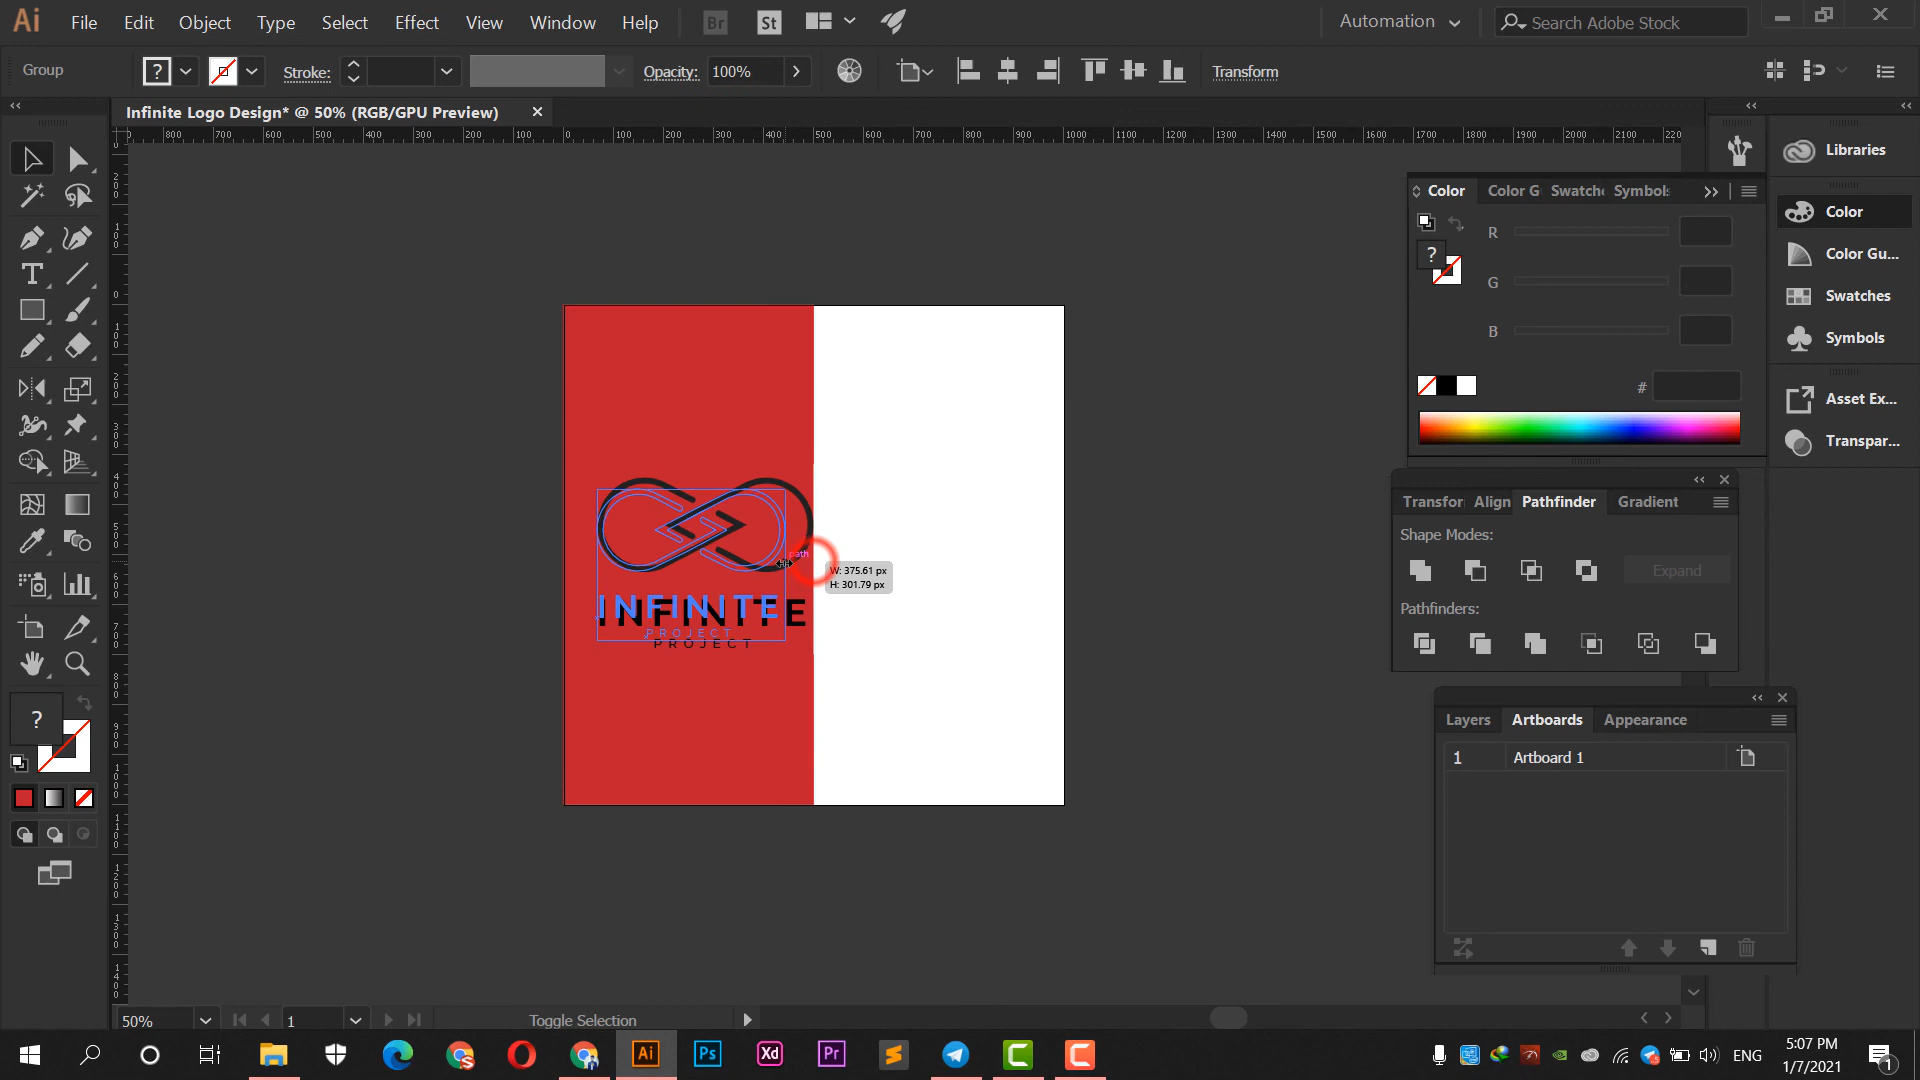 Ai File Edit Object Type Select Effect View Window Help Br St Automation Search Adobe Stock
Group ? Stroke: Opacity: 100% Transform
Infinite Logo Design* @ 50% (RGB/GPU Preview)
800 700 600 500 400 300 200 100 0 100 200 300 400 500 600 700 800 900 1000 1100 1200 1300 1400 1500 1600 1700 1800 1900 2000 2100
Libraries
Color Color G Swatche Symbols
Color
R
Color Gu...
?
G
Swatches
B
Symbols
#
Asset Ex...
Transpar...
Transfor Align Pathfinder Gradient
Shape Modes:
Expand
Pathfinders:
path
W: 375.61 px
H: 301.79 px
INFINITE
INFINITE
PROJECT
PROJECT
?
Layers Artboards Appearance
1 Artboard 1
50% 1 Toggle Selection
Ai Ps Xd Pr
ENG
5:07 PM
1/7/2021
1